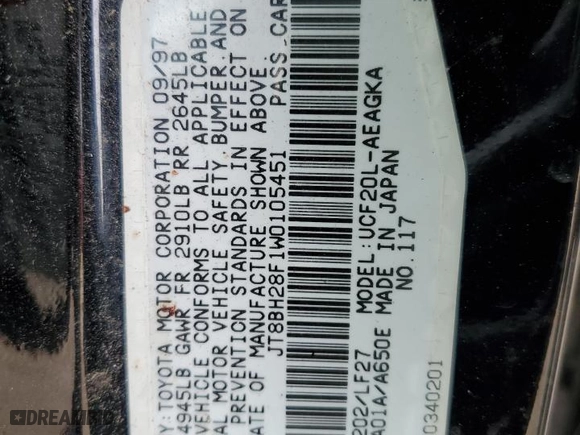 Y:TOYOTA MOTOR CORPORATION 09/97
4945LB GAWR FR 2910LB RR 2645LB
VEHICLE CONFORMS TO ALL APPLICABLE
AL MOTOR VEHICLE SAFETY, BUMPER, AND
PREVENTION STANDARDS IN EFFECT ON
ATE OF MANUFACTURE SHOWN ABOVE.
JT8BH28F1W0105451 PASS CAR
202/LF27 MODEL:UCF20L-AEAGKA
A01A/A650E MADE IN JAPAN
NO.117
0340201